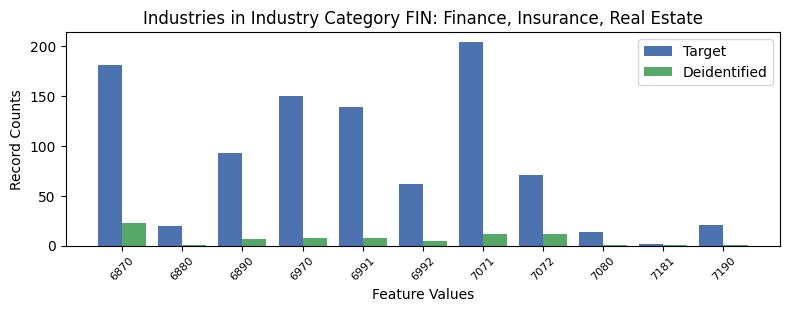 Industries in Industry Category FIN: Finance, Insurance, Real Estate
Target
Deidentified
Record Counts
200
150
100
50
0
6870 6880 6890 6970 6991 6992 7071 7072 7080 7181 7190
Feature Values